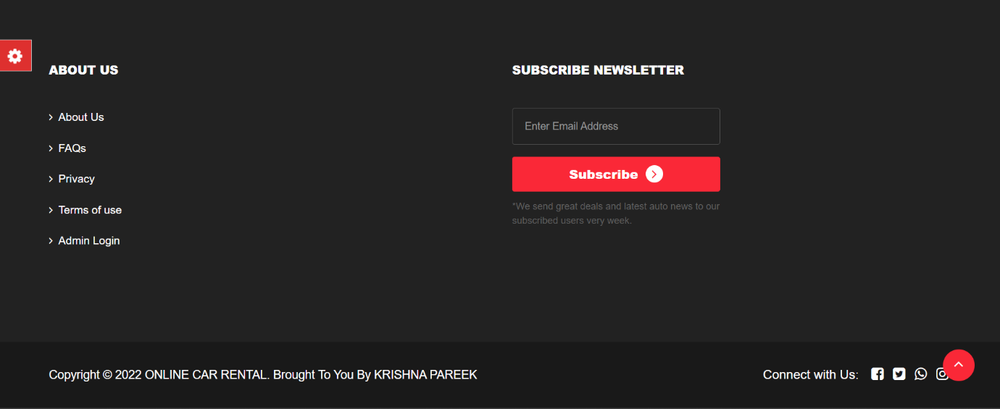 ABOUT US
About Us
FAQs
Privacy
Terms of use
Admin Login
SUBSCRIBE NEWSLETTER
Enter Email Address
Subscribe
*We send great deals and latest auto news to our
subscribed users very week.
Copyright © 2022 ONLINE CAR RENTAL. Brought To You By KRISHNA PAREEK
Connect with Us: